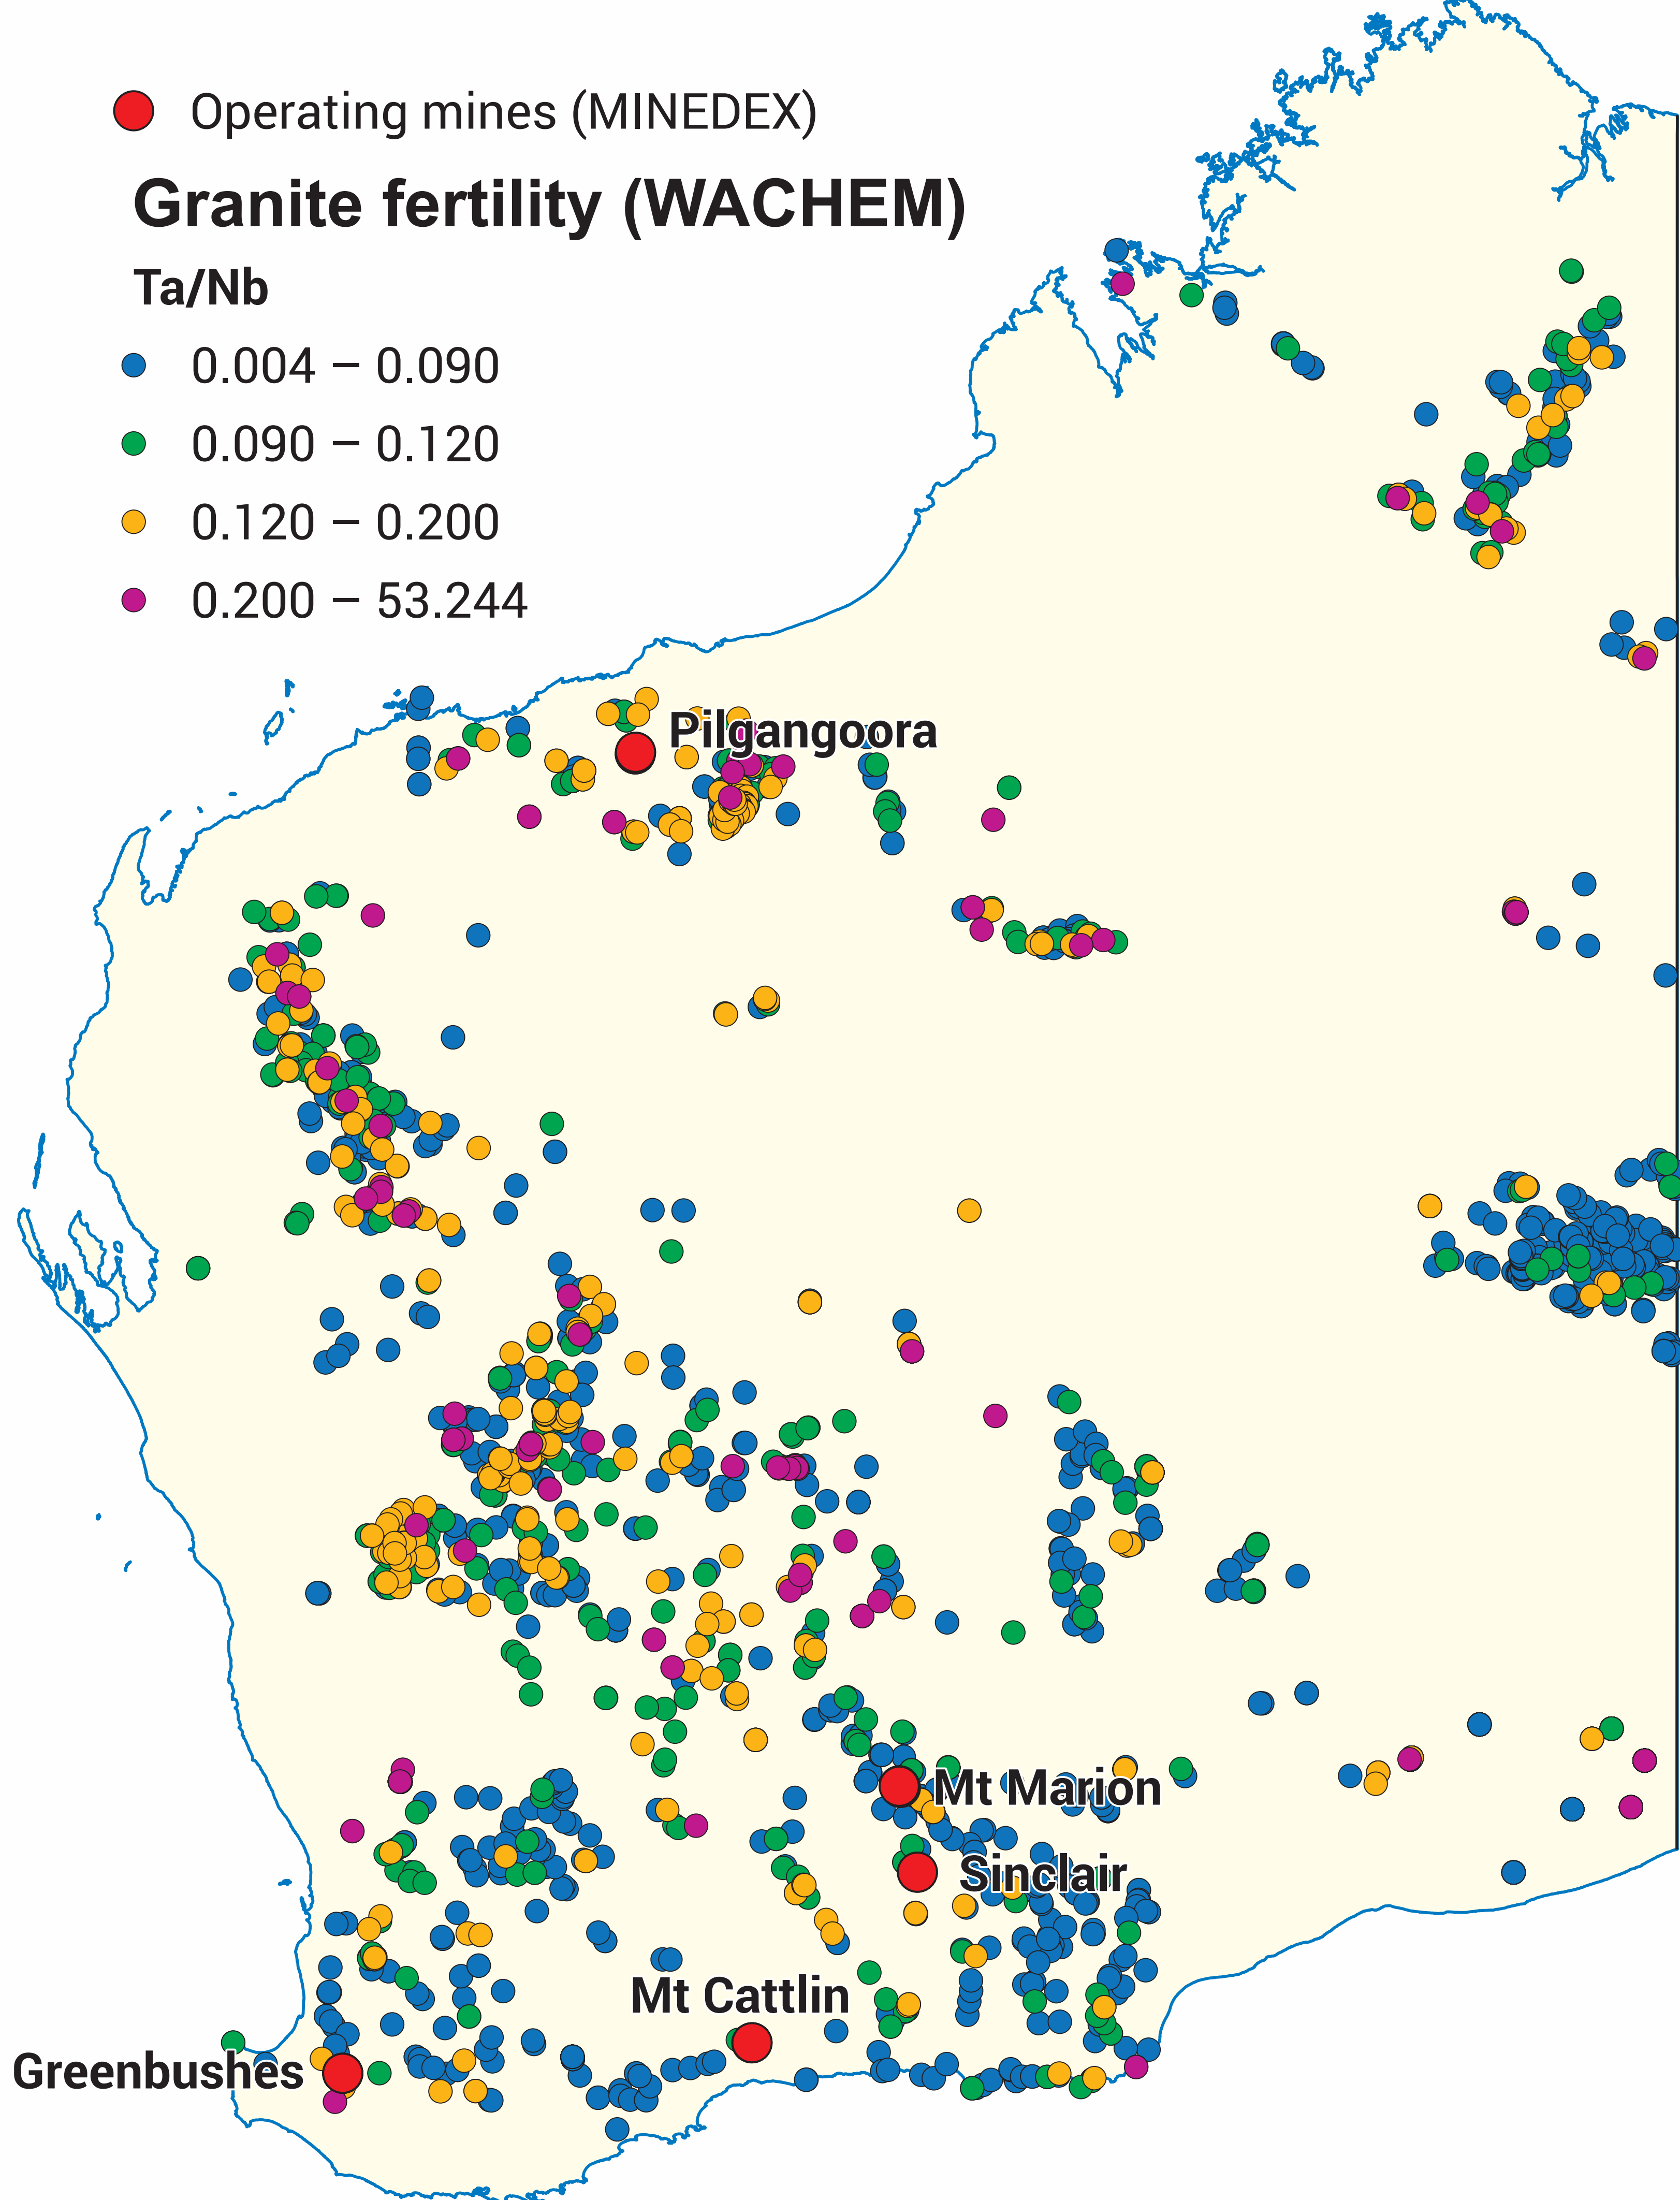 Operating mines (MINEDEX)
Granite fertility (WACHEM)
Ta/Nb
0.004 – 0.090
0.090 – 0.120
0.120 – 0.200
0.200 – 53.244
Pilgangoora
Mt Marion
Sinclair
Mt Cattlin
Greenbushes